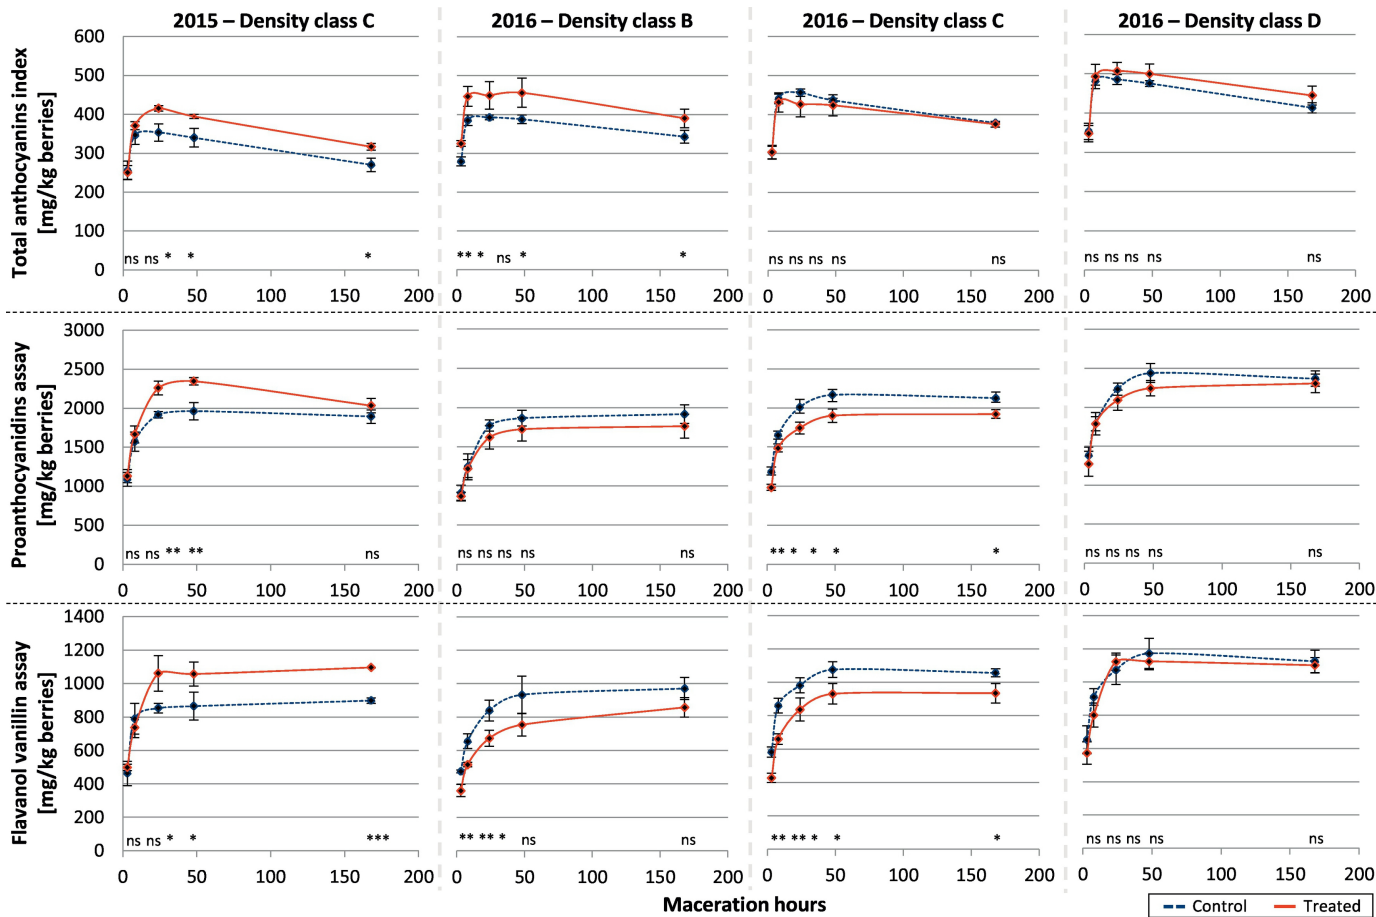 2015 – Density class C 2016 – Density class B 2016 – Density class C 2016 – Density class D
Total anthocyanins index
[mg/kg berries]
600
500
400
300
200
100
0
ns ns * * *
** * ns * *
ns ns ns ns ns
ns ns ns ns ns
0 50 100 150 200 0 50 100 150 200 0 50 100 150 200 0 50 100 150 200
Proanthocyanidins assay
[mg/kg berries]
3000
2500
2000
1500
1000
500
0
ns ns ** ** ns
ns ns ns ns ns
** * * * *
ns ns ns ns ns
0 50 100 150 200 0 50 100 150 200 0 50 100 150 200 0 50 100 150 200
Flavanol vanillin assay
[mg/kg berries]
1400
1200
1000
800
600
400
200
0
ns ns * * ***
** ** * ns ns
** ** * * *
ns ns ns ns ns
0 50 100 150 200 0 50 100 150 200 0 50 100 150 200 0 50 100 150 200
Maceration hours
Control Treated